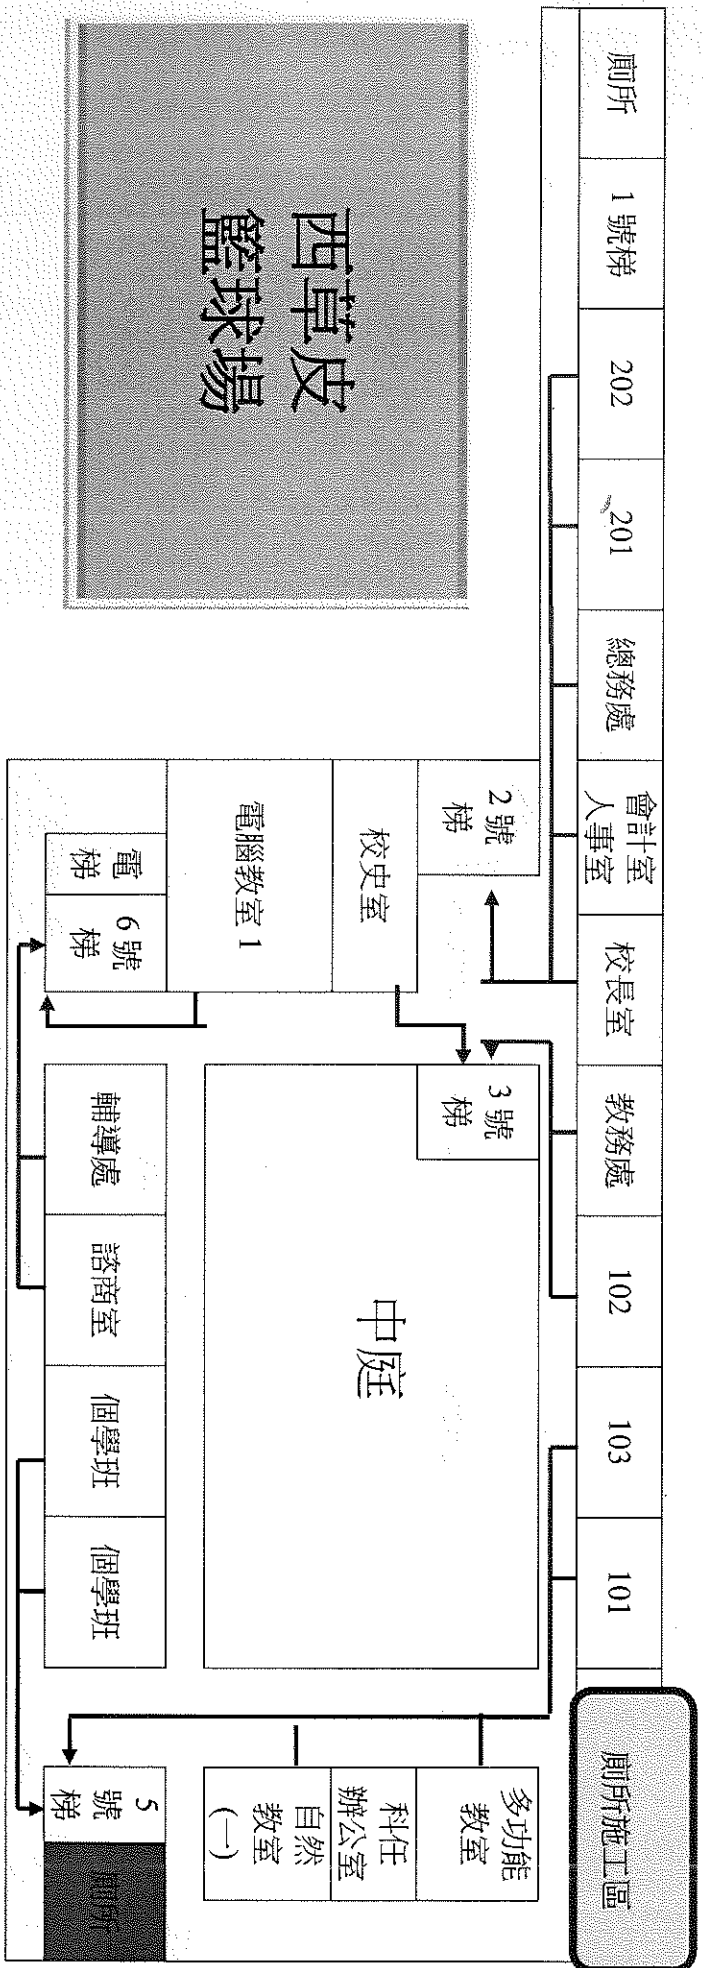 廁所
1 號梯
202
201
總務處
會計室
人事室
校長室
教務處
102
103
101
廁所施工區
西草皮
籃球場
2 號
梯
校史室
電腦教室 1
電
梯
6 號
梯
3 號
梯
中庭
輔導處
諮商室
個學班
個學班
多功能
教室
科任
辦公室
自然
教室
(一)
5
號
梯
廁所